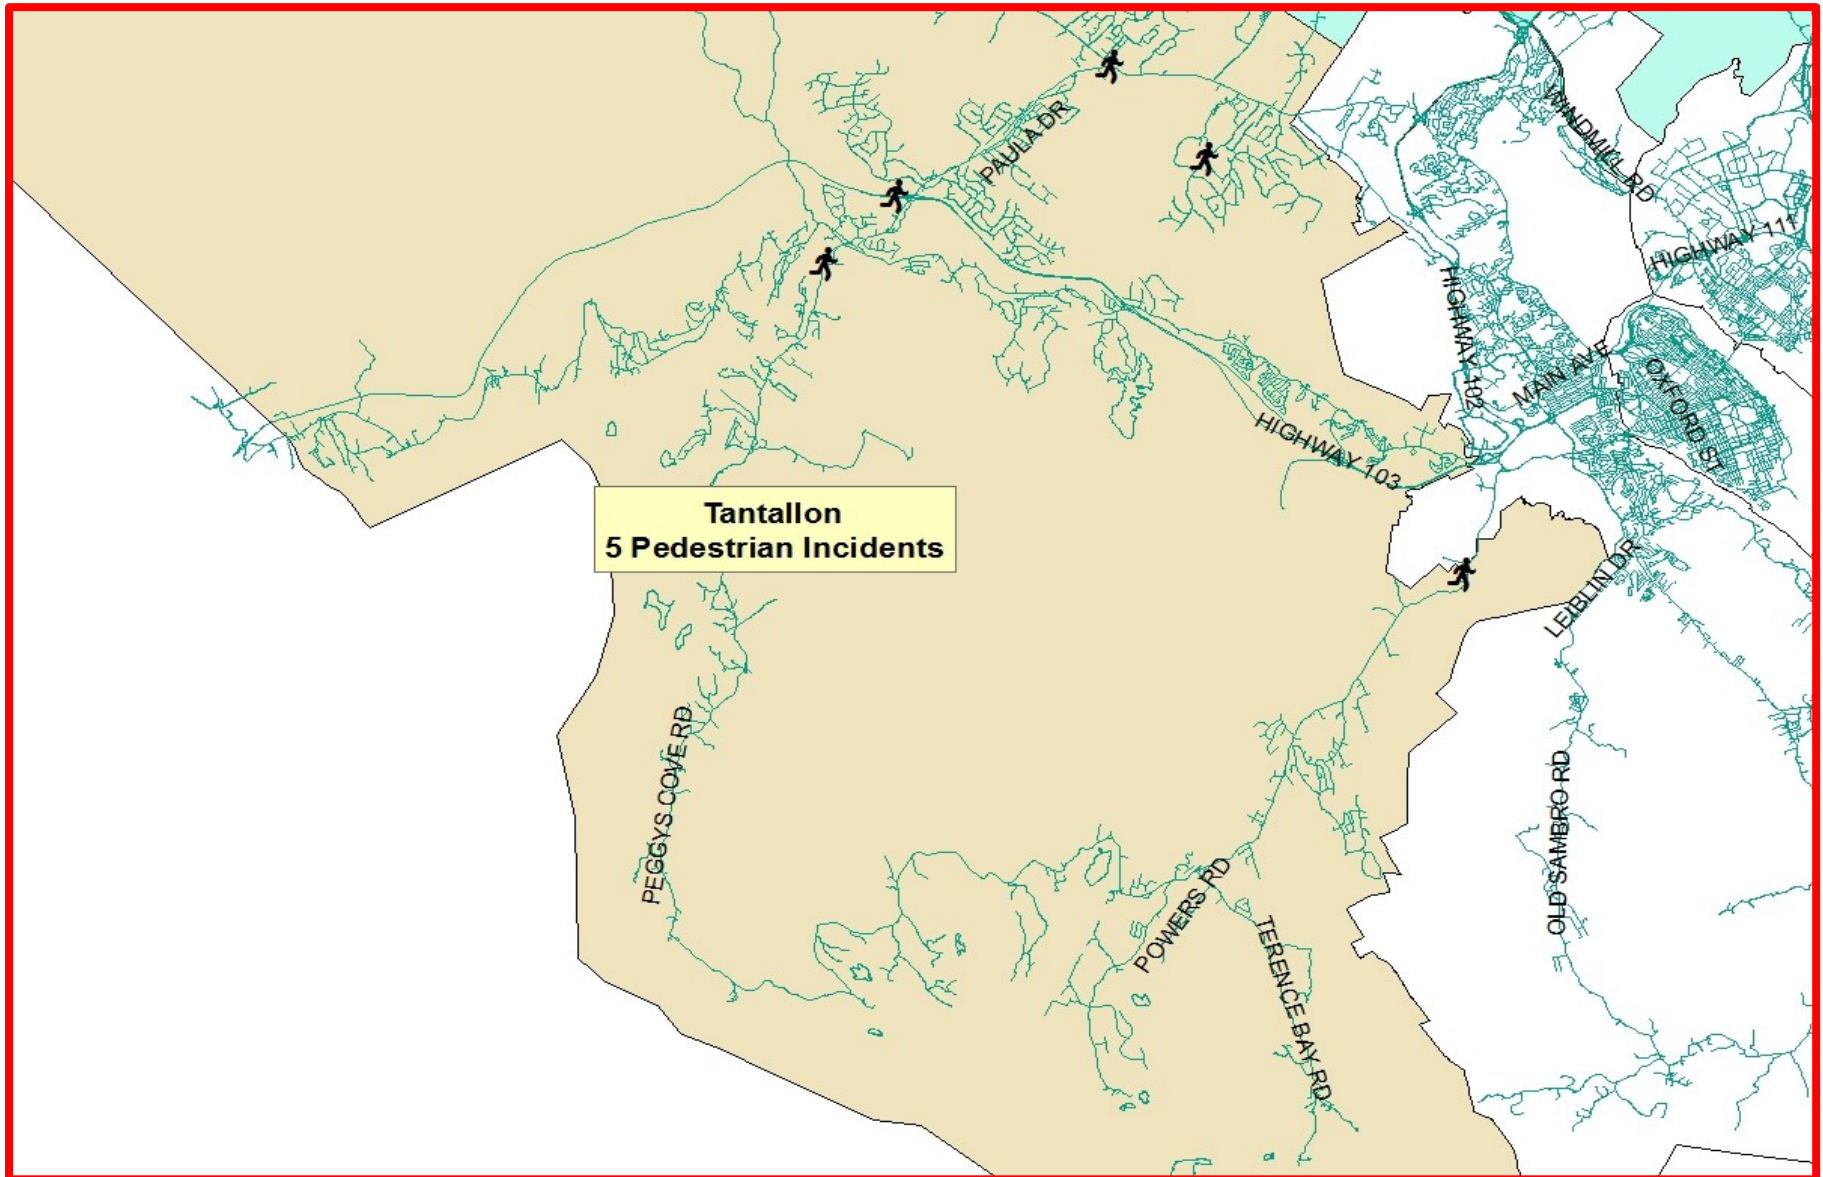 PAULA DR
WINDMILL RD
HIGHWAY 111
HIGHWAY 102
MAIN AVE
OXFORD ST
HIGHWAY 103
Tantallon
5 Pedestrian Incidents
LEIBLIN DR
PEGGYS COVE RD
OLD SAMBRO RD
POWERS RD
TERENCE BAY RD